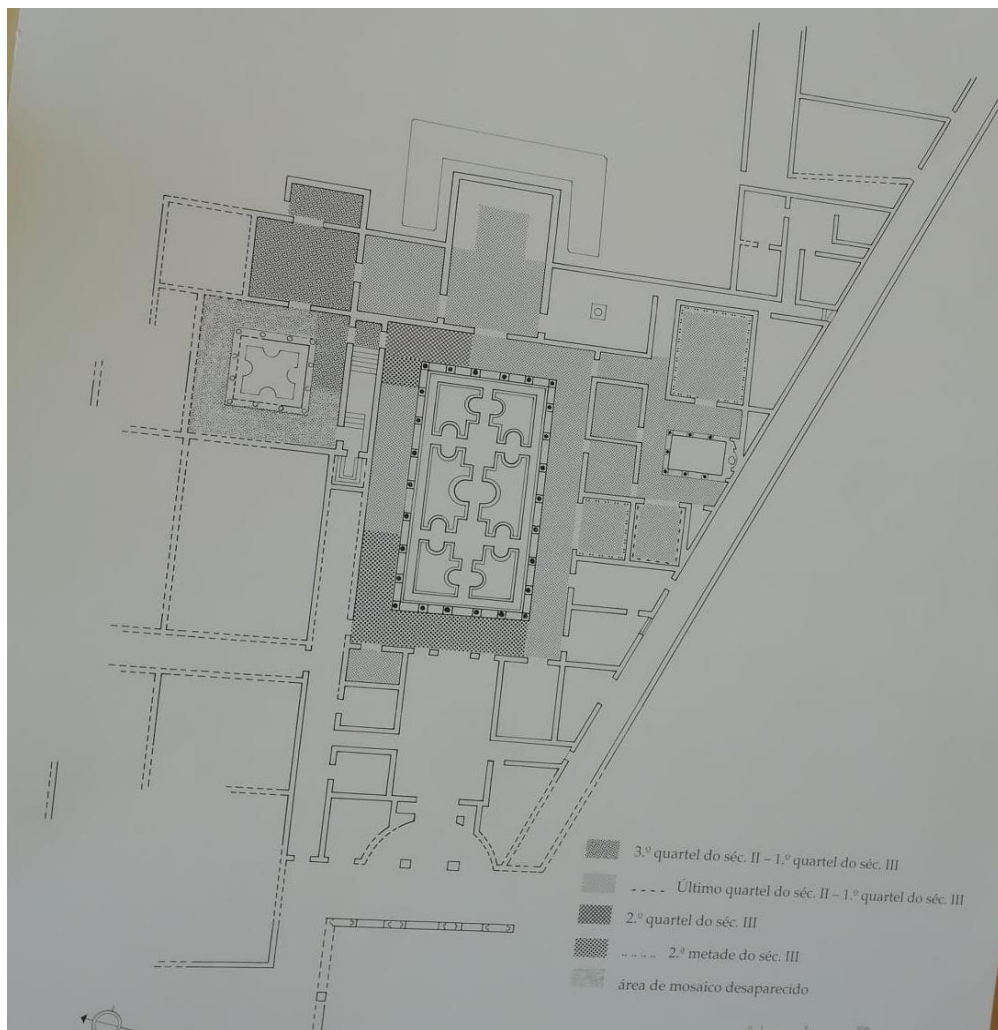 3.º quartel do séc. II – 1.º quartel do séc. III
Último quartel do séc. II – 1.º quartel do séc. III
2.º quartel do séc. III
2.ª metade do séc. III
área de mosaico desaparecido